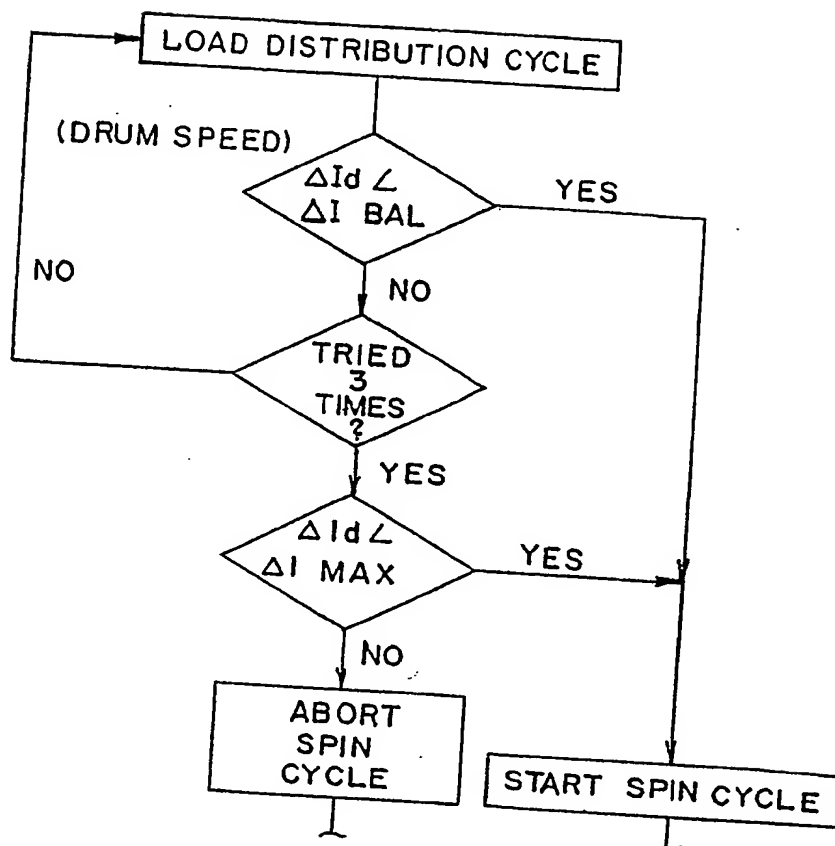 LOAD DISTRIBUTION CYCLE
(DRUM SPEED)
ΔId ∠
ΔI BAL
YES
NO
NO
TRIED
3
TIMES
?
YES
ΔId ∠
ΔI MAX
YES
NO
ABORT
SPIN
CYCLE
START SPIN CYCLE